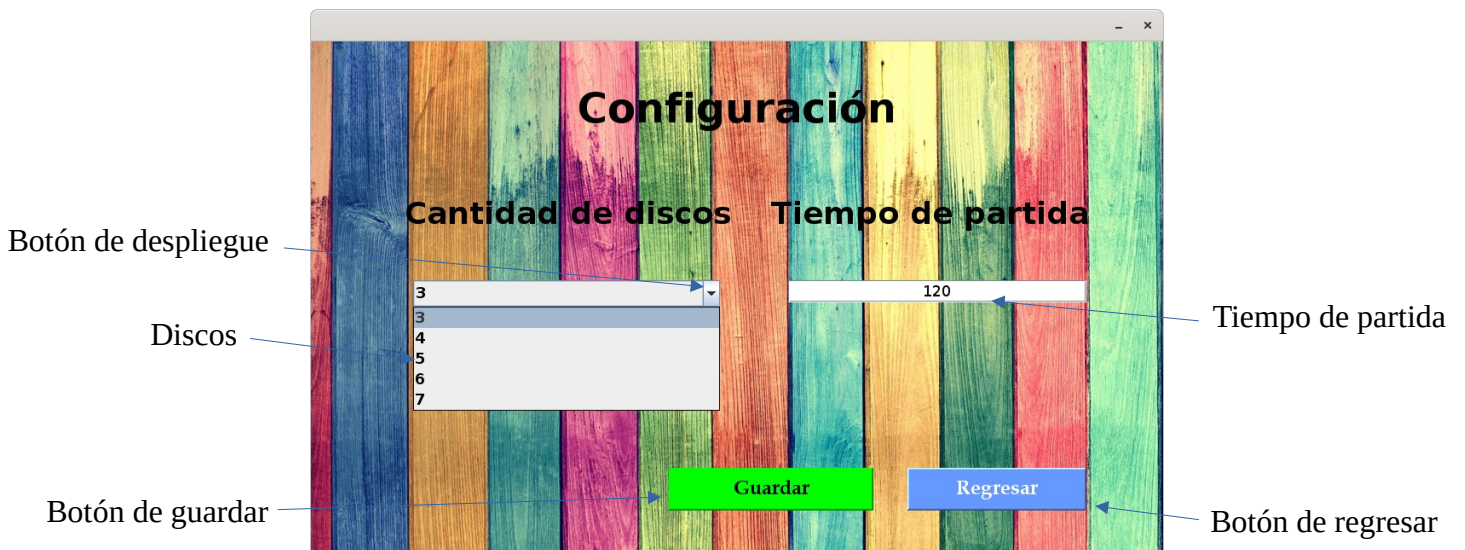 Configuración
Cantidad de discos
Tiempo de partida
Botón de despliegue
3
120
3
4
5
6
7
Discos
Tiempo de partida
Guardar
Regresar
Botón de guardar
Botón de regresar